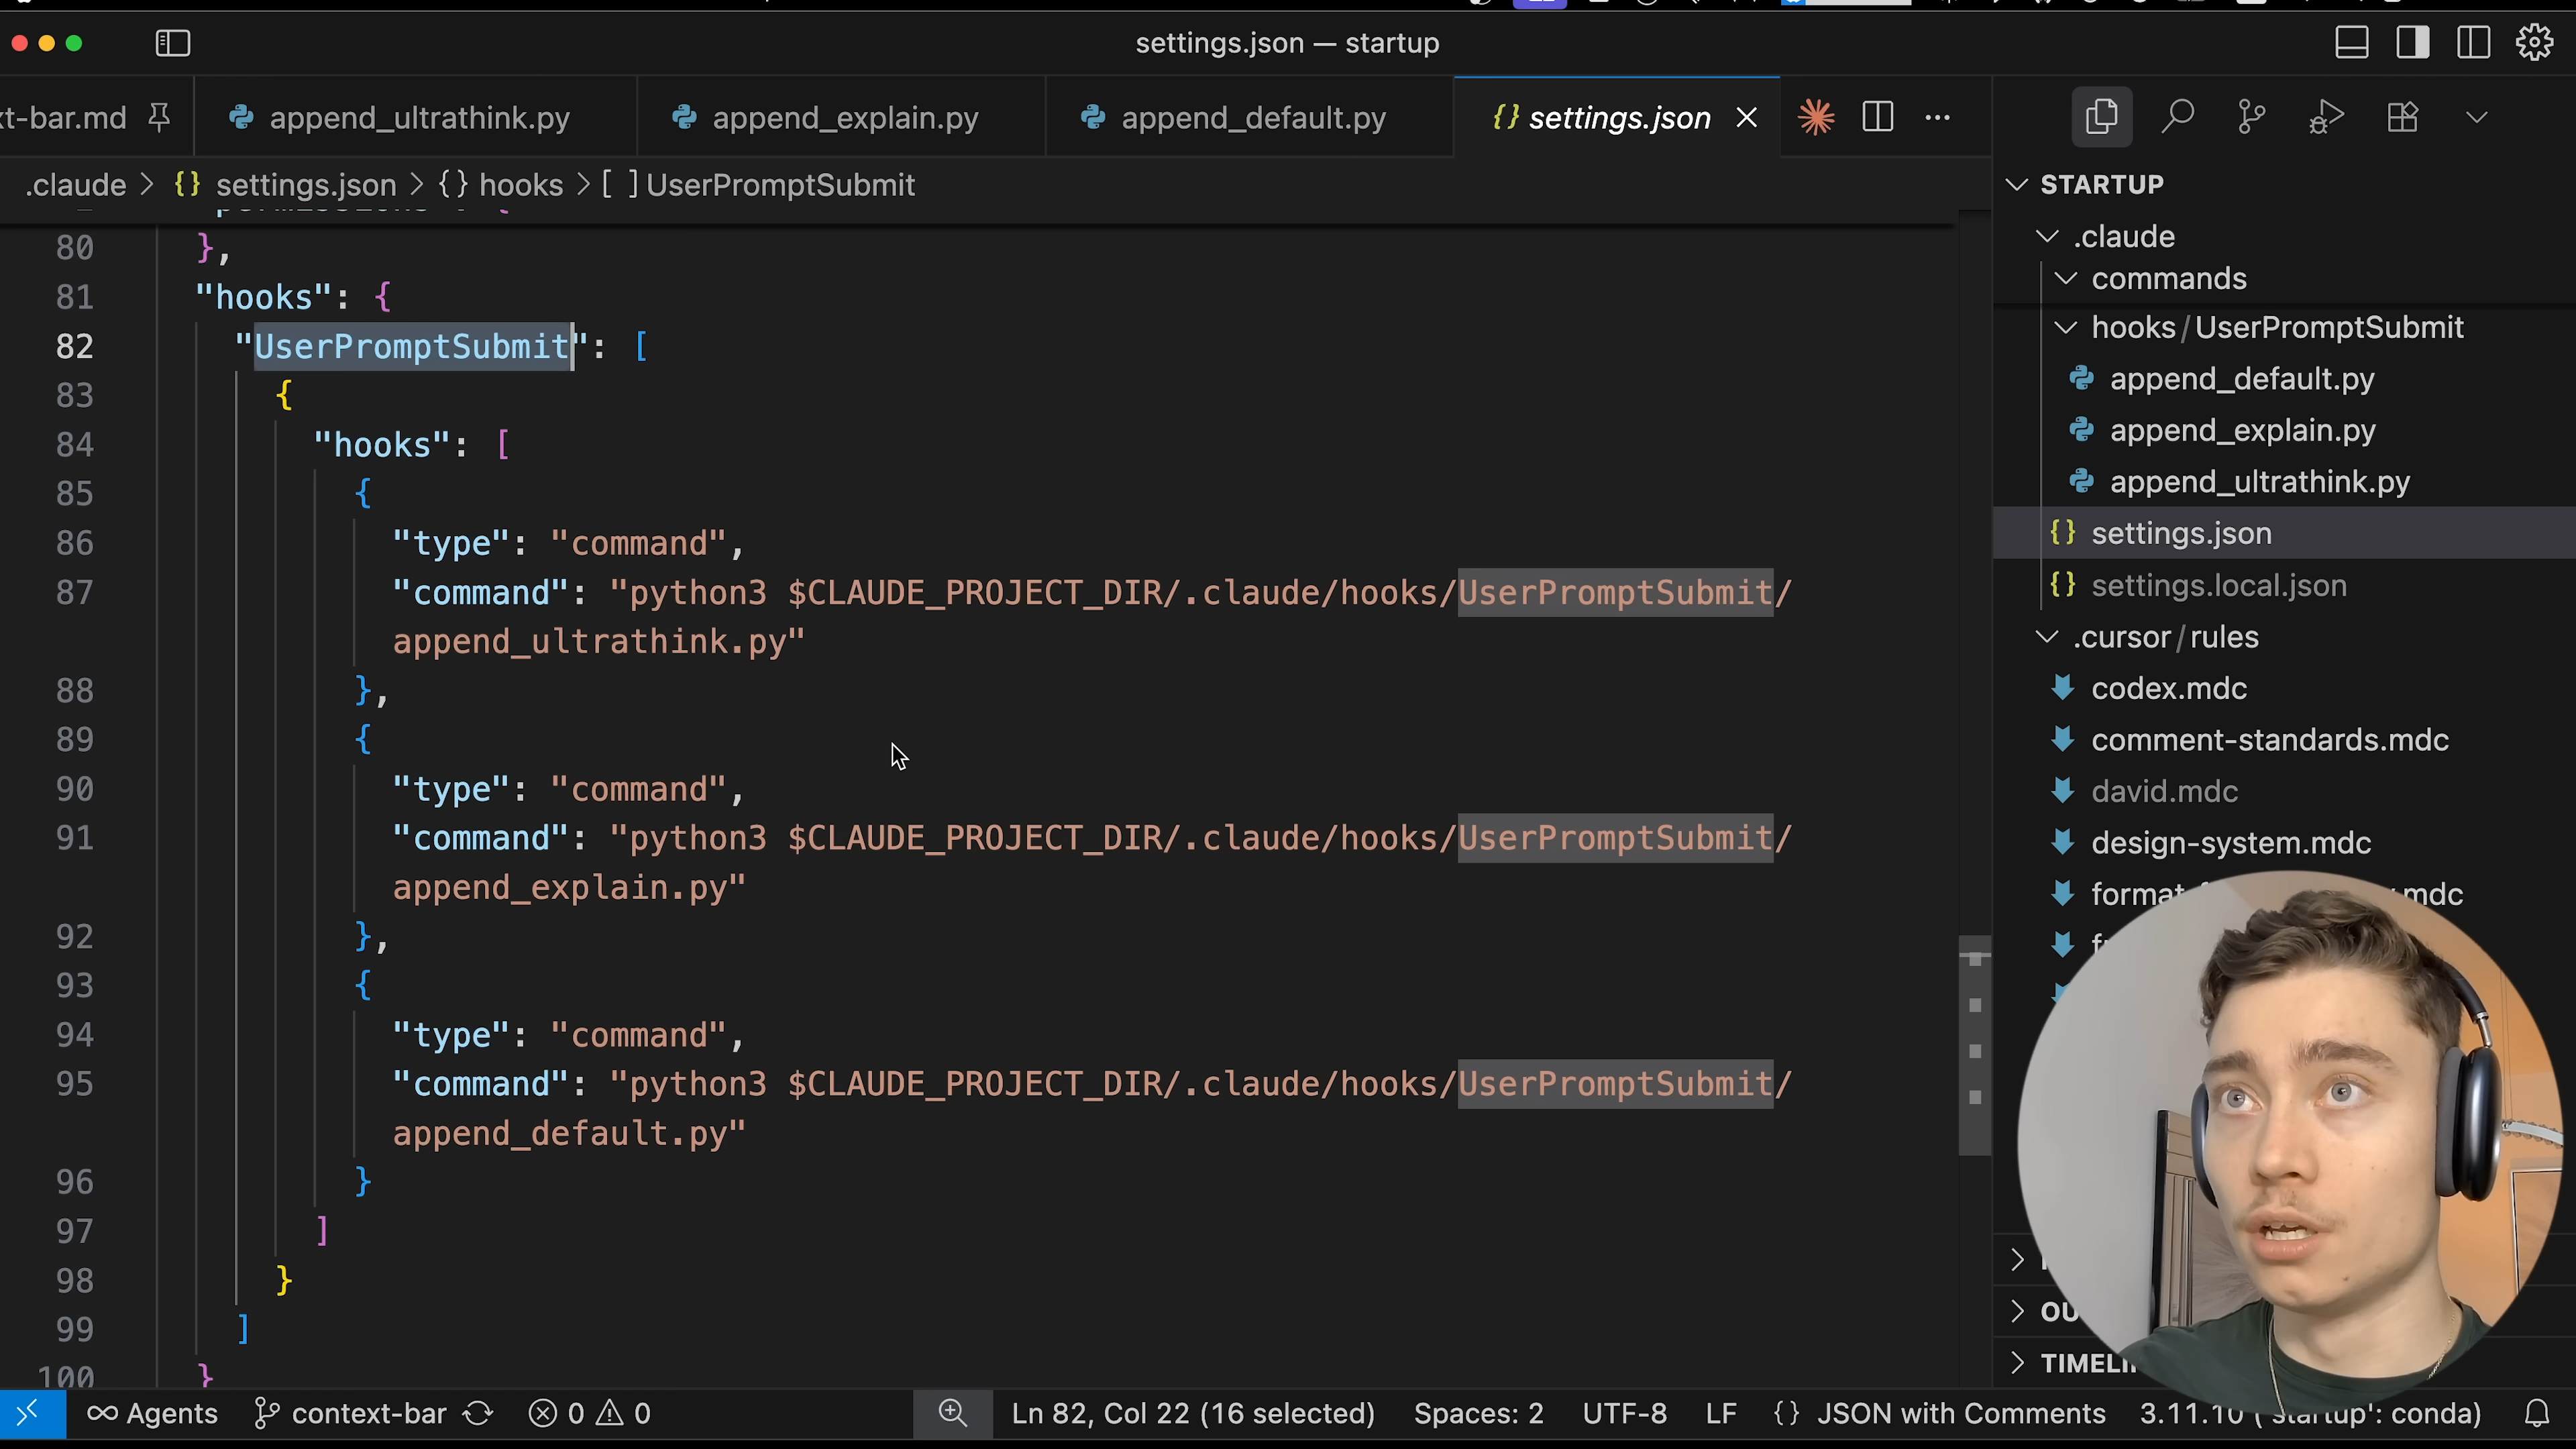 settings.json — startup
xt-bar.md
append_ultrathink.py
append_explain.py
append_default.py
{} settings.json
.claude > {} settings.json > {} hooks > [ ] UserPromptSubmit
80 },
81 "hooks": {
82 "UserPromptSubmit": [
83 {
84 "hooks": [
85 {
86 "type": "command",
87 "command": "python3 $CLAUDE_PROJECT_DIR/.claude/hooks/UserPromptSubmit/
append_ultrathink.py"
88 },
89 {
90 "type": "command",
91 "command": "python3 $CLAUDE_PROJECT_DIR/.claude/hooks/UserPromptSubmit/
append_explain.py"
92 },
93 {
94 "type": "command",
95 "command": "python3 $CLAUDE_PROJECT_DIR/.claude/hooks/UserPromptSubmit/
append_default.py"
96 }
97 ]
98 }
99 ]
100 }
STARTUP
.claude
commands
hooks/UserPromptSubmit
append_default.py
append_explain.py
append_ultrathink.py
{} settings.json
{} settings.local.json
.cursor/rules
codex.mdc
comment-standards.mdc
david.mdc
design-system.mdc
Agents
context-bar
0
0
Ln 82, Col 22 (16 selected)
Spaces: 2
UTF-8
LF
{} JSON with Comments
3.11.10 ('startup': conda)